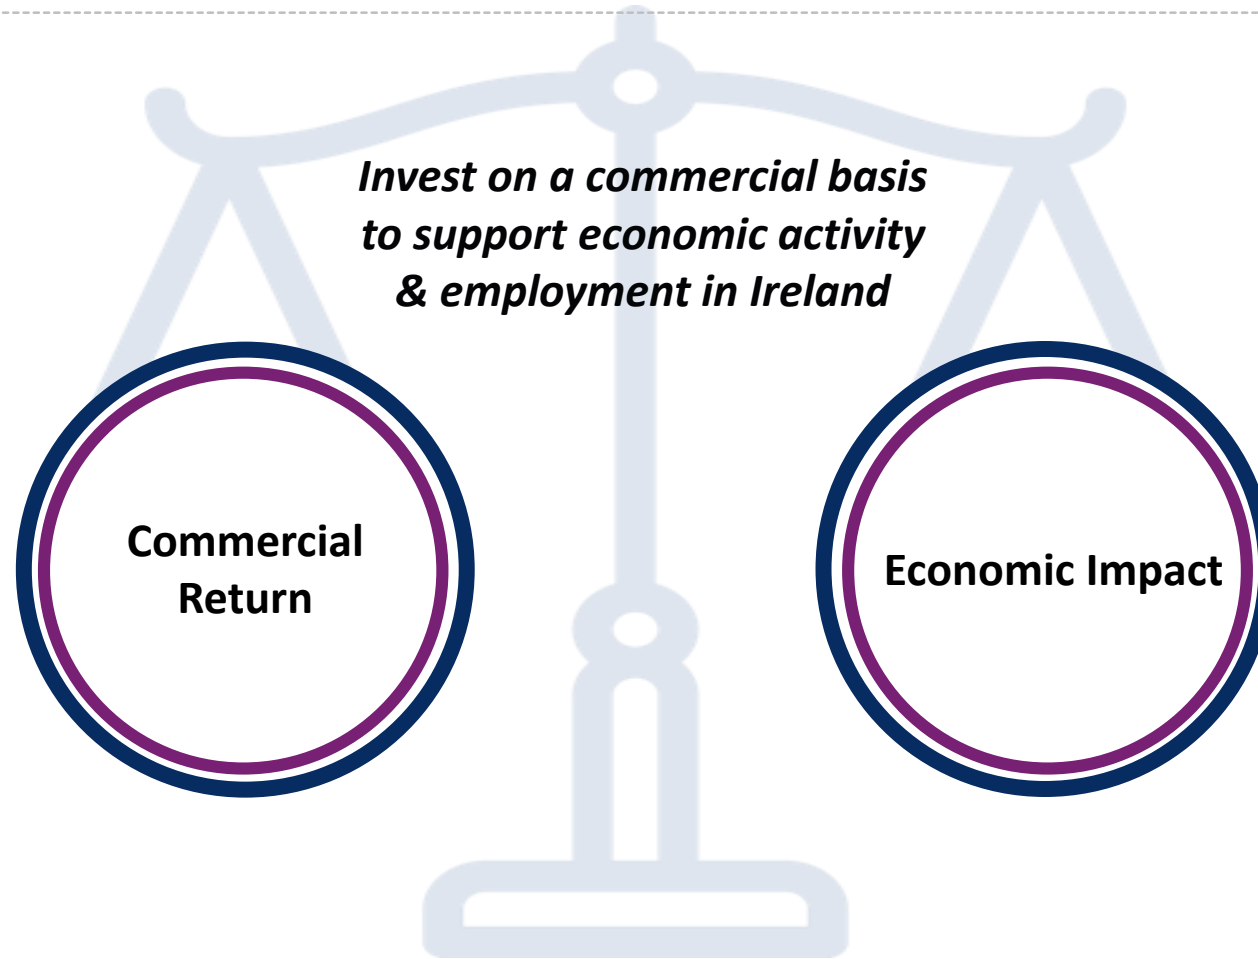 Invest on a commercial basis
to support economic activity
& employment in Ireland
Commercial
Return
Economic Impact